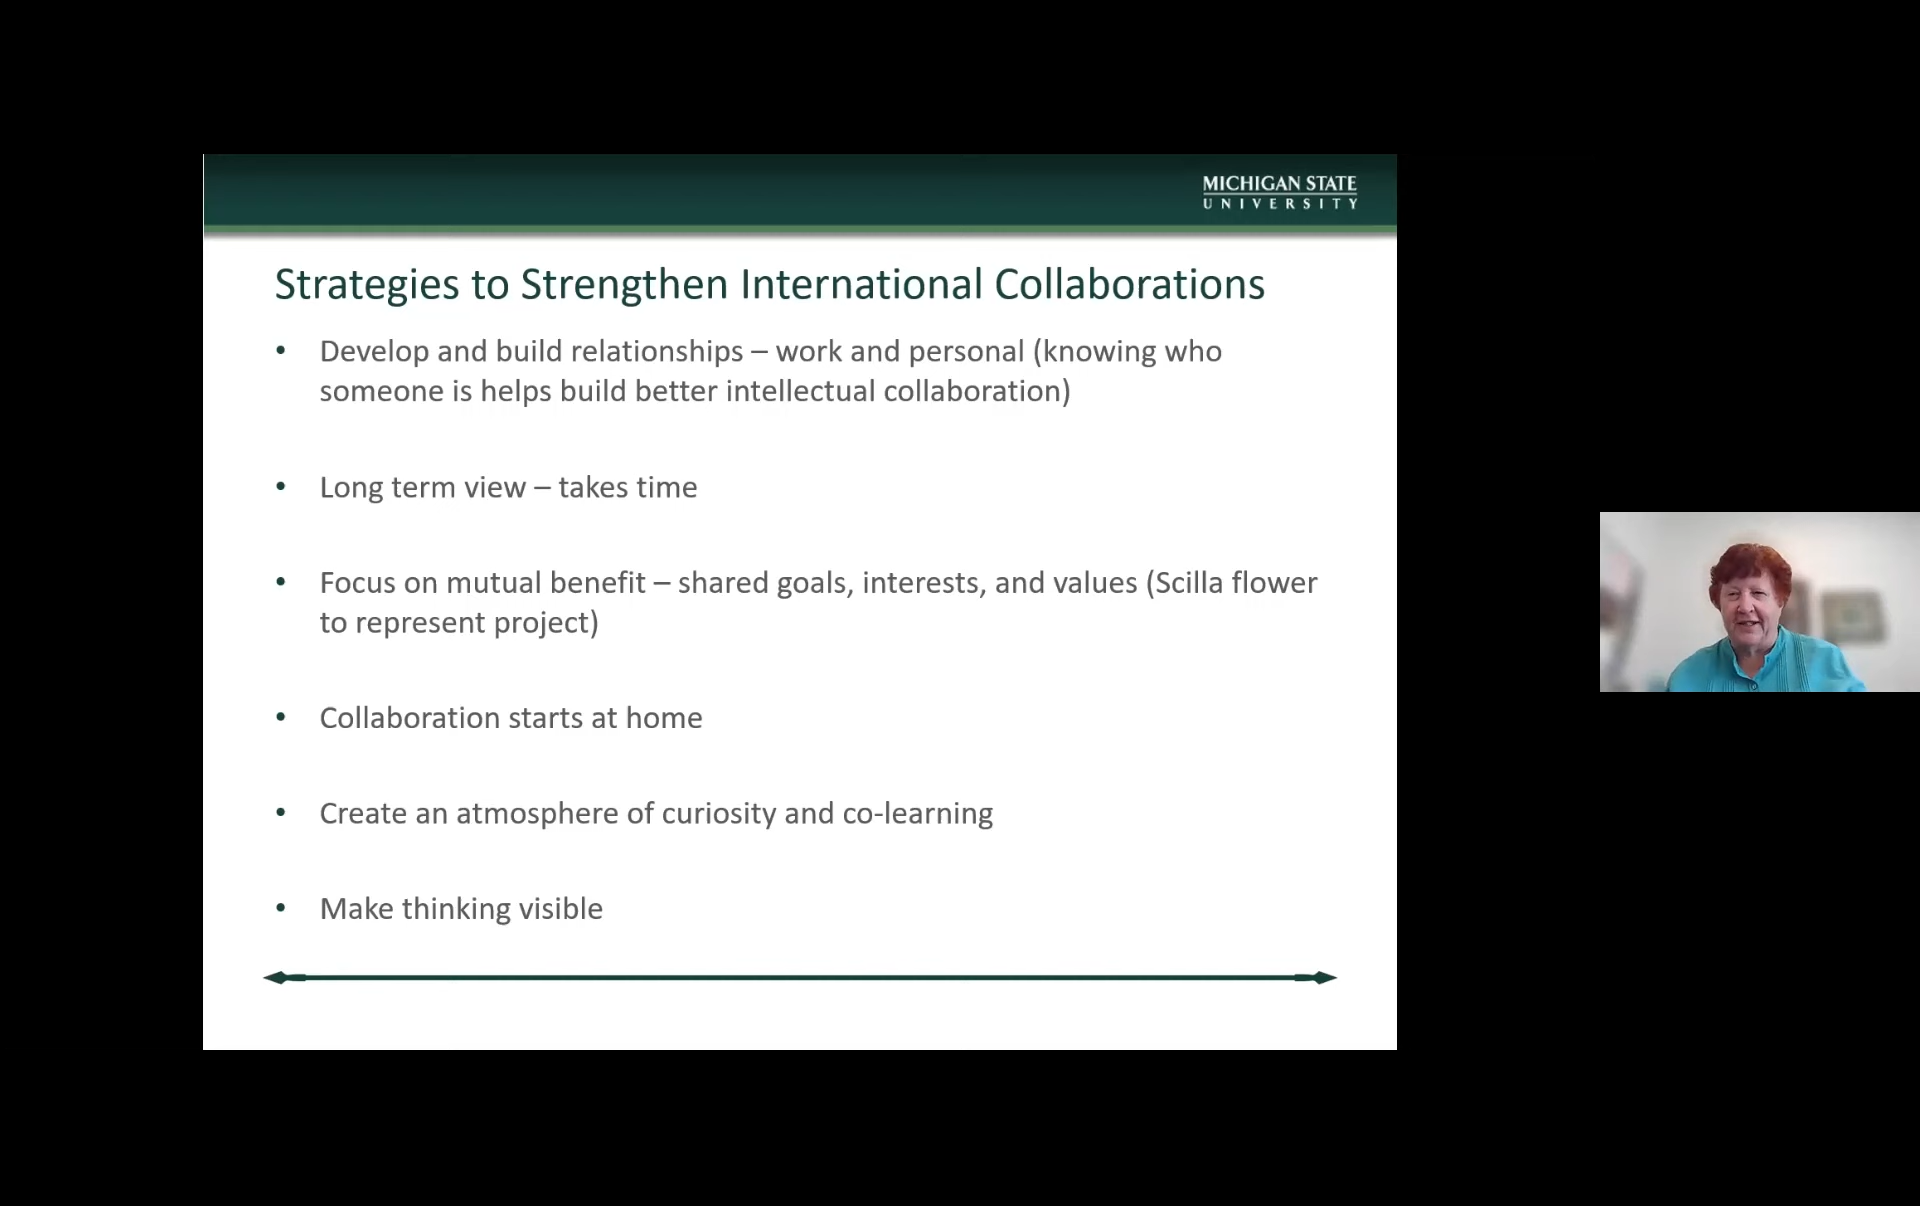 MICHIGAN STATE
UNIVERSITY
Strategies to Strengthen International Collaborations
• Develop and build relationships – work and personal (knowing who
someone is helps build better intellectual collaboration)
• Long term view – takes time
• Focus on mutual benefit – shared goals, interests, and values (Scilla flower
to represent project)
• Collaboration starts at home
• Create an atmosphere of curiosity and co-learning
• Make thinking visible